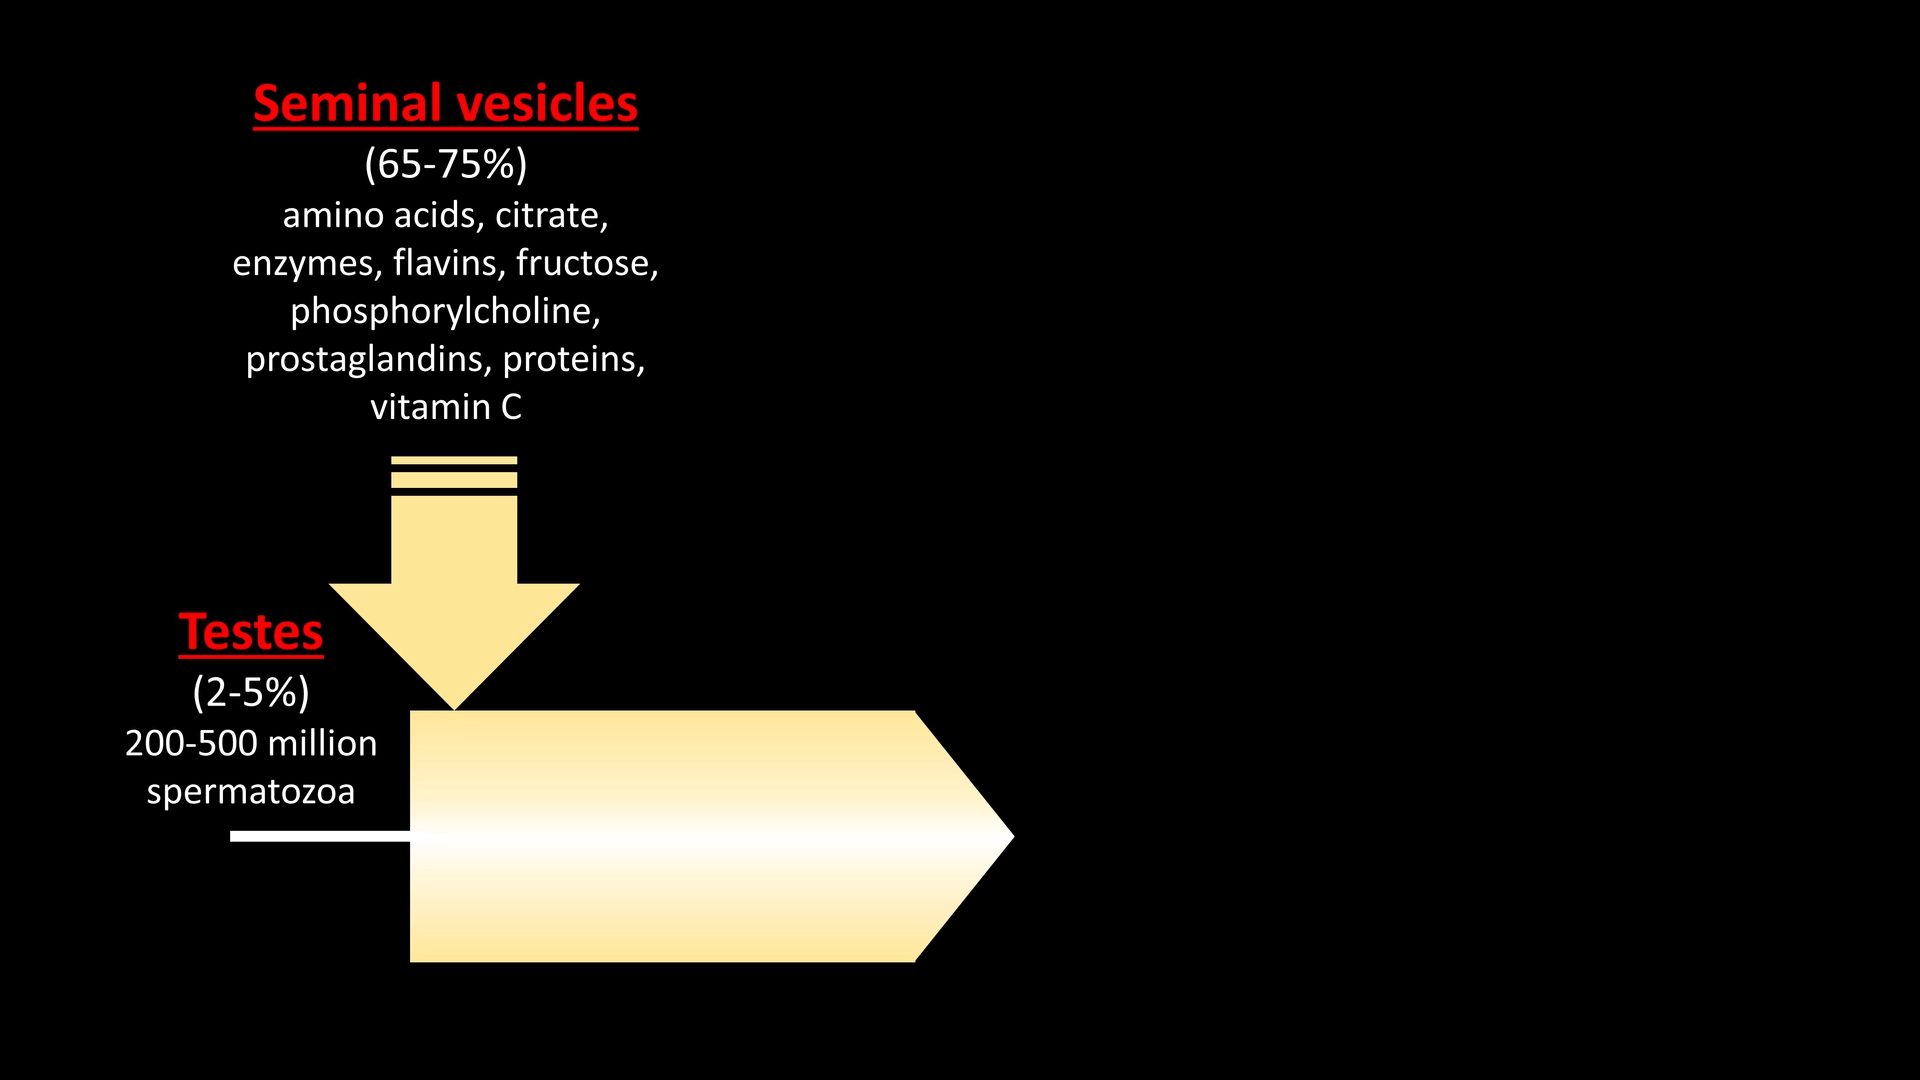 Seminal vesicles
(65-75%)
amino acids, citrate,
enzymes, flavins, fructose,
phosphorylcholine,
prostaglandins, proteins,
vitamin C
Testes
(2-5%)
200-500 million
spermatozoa